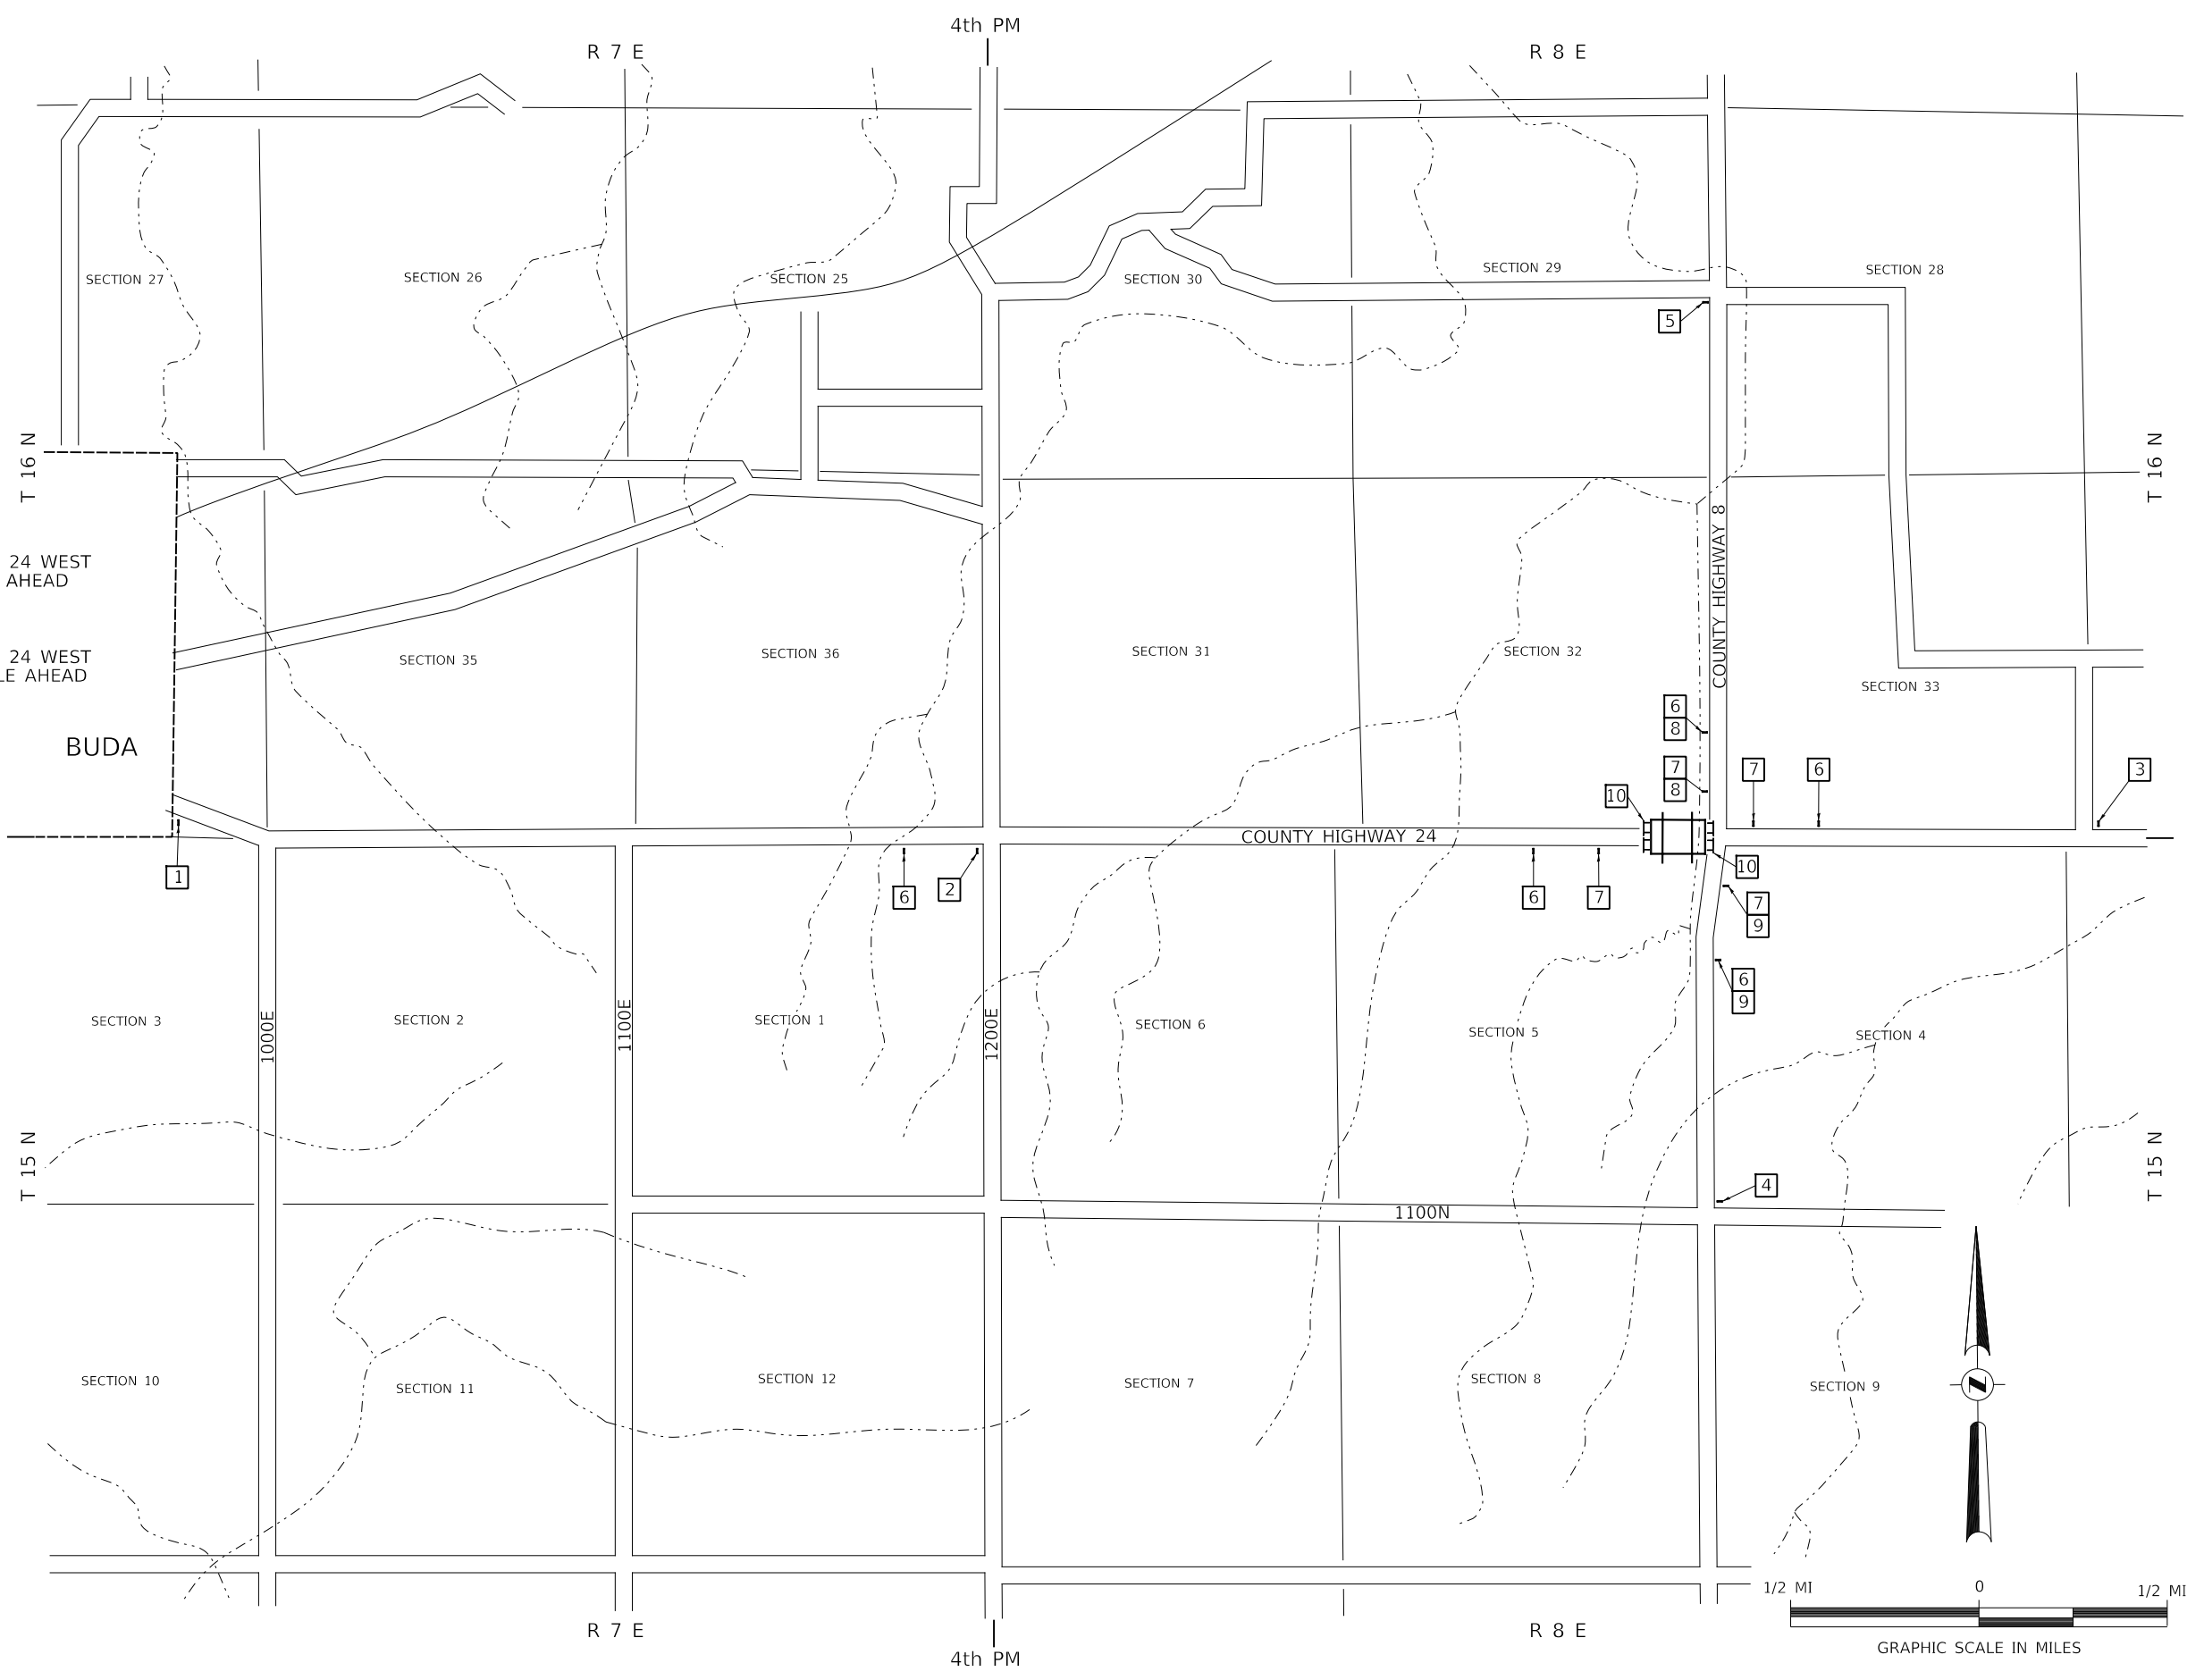 4th PM
R 7 E
R 8 E
SECTION 27
SECTION 26
SECTION 25
SECTION 30
SECTION 29
SECTION 28
5
T 16 N
T 16 N
24 WEST
AHEAD
COUNTY HIGHWAY 8
24 WEST
LE AHEAD
SECTION 35
SECTION 36
SECTION 31
SECTION 32
SECTION 33
BUDA
6
8
7
8
7
6
3
10
COUNTY HIGHWAY 24
1
6
2
6
7
10
7
9
6
9
SECTION 3
1000E
SECTION 2
1100E
SECTION 1
1200E
SECTION 6
SECTION 5
SECTION 4
T 15 N
T 15 N
4
1100N
SECTION 10
SECTION 11
SECTION 12
SECTION 7
SECTION 8
SECTION 9
N
1/2 MI
0
1/2 MI
R 7 E
R 8 E
GRAPHIC SCALE IN MILES
4th PM